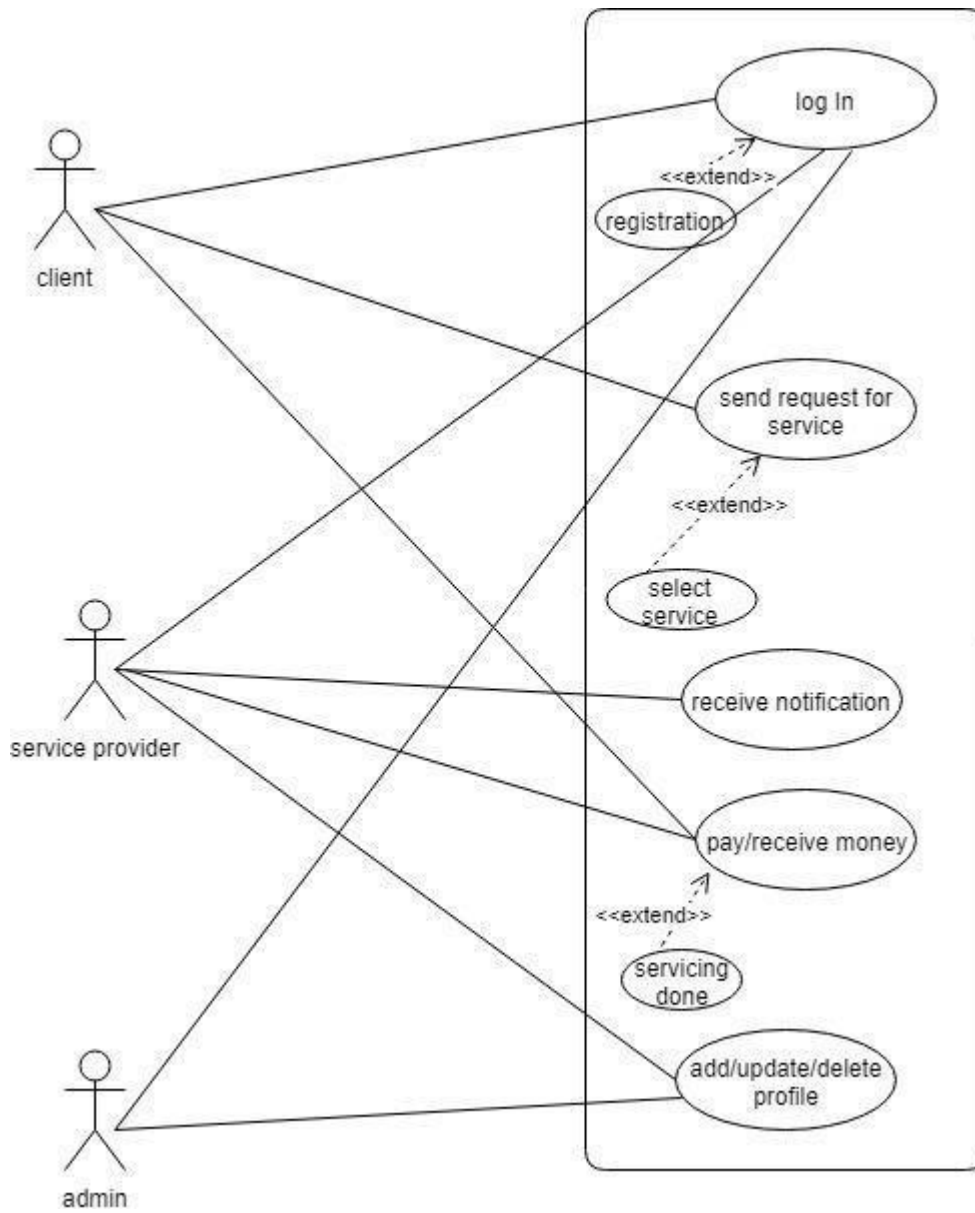 log In
<<extend>>
registration
client
send request for
service
<<extend>>
select
service
receive notification
service provider
pay/receive money
<<extend>>
servicing
done
add/update/delete
profile
admin